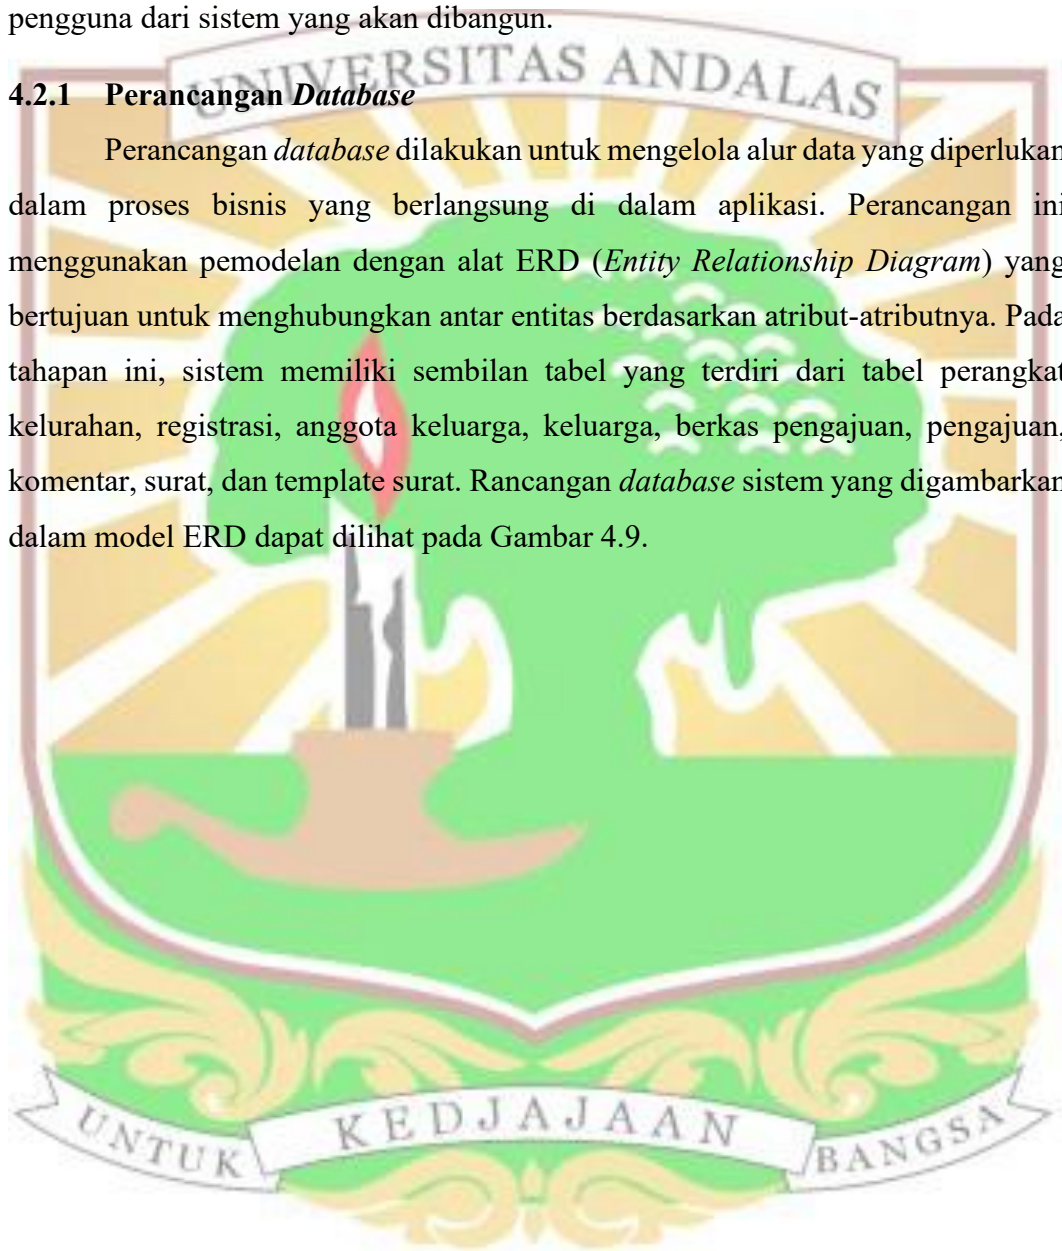 pengguna dari sistem yang akan dibangun.
UNIVERSITAS ANDALAS
4.2.1 Perancangan Database
Perancangan database dilakukan untuk mengelola alur data yang diperlukan
dalam proses bisnis yang berlangsung di dalam aplikasi. Perancangan ini
menggunakan pemodelan dengan alat ERD (Entity Relationship Diagram) yang
bertujuan untuk menghubungkan antar entitas berdasarkan atribut-atributnya. Pada
tahapan ini, sistem memiliki sembilan tabel yang terdiri dari tabel perangkat
kelurahan, registrasi, anggota keluarga, keluarga, berkas pengajuan, pengajuan,
komentar, surat, dan template surat. Rancangan database sistem yang digambarkan
dalam model ERD dapat dilihat pada Gambar 4.9.
UNTUK KEDJAJAAN BANGSA